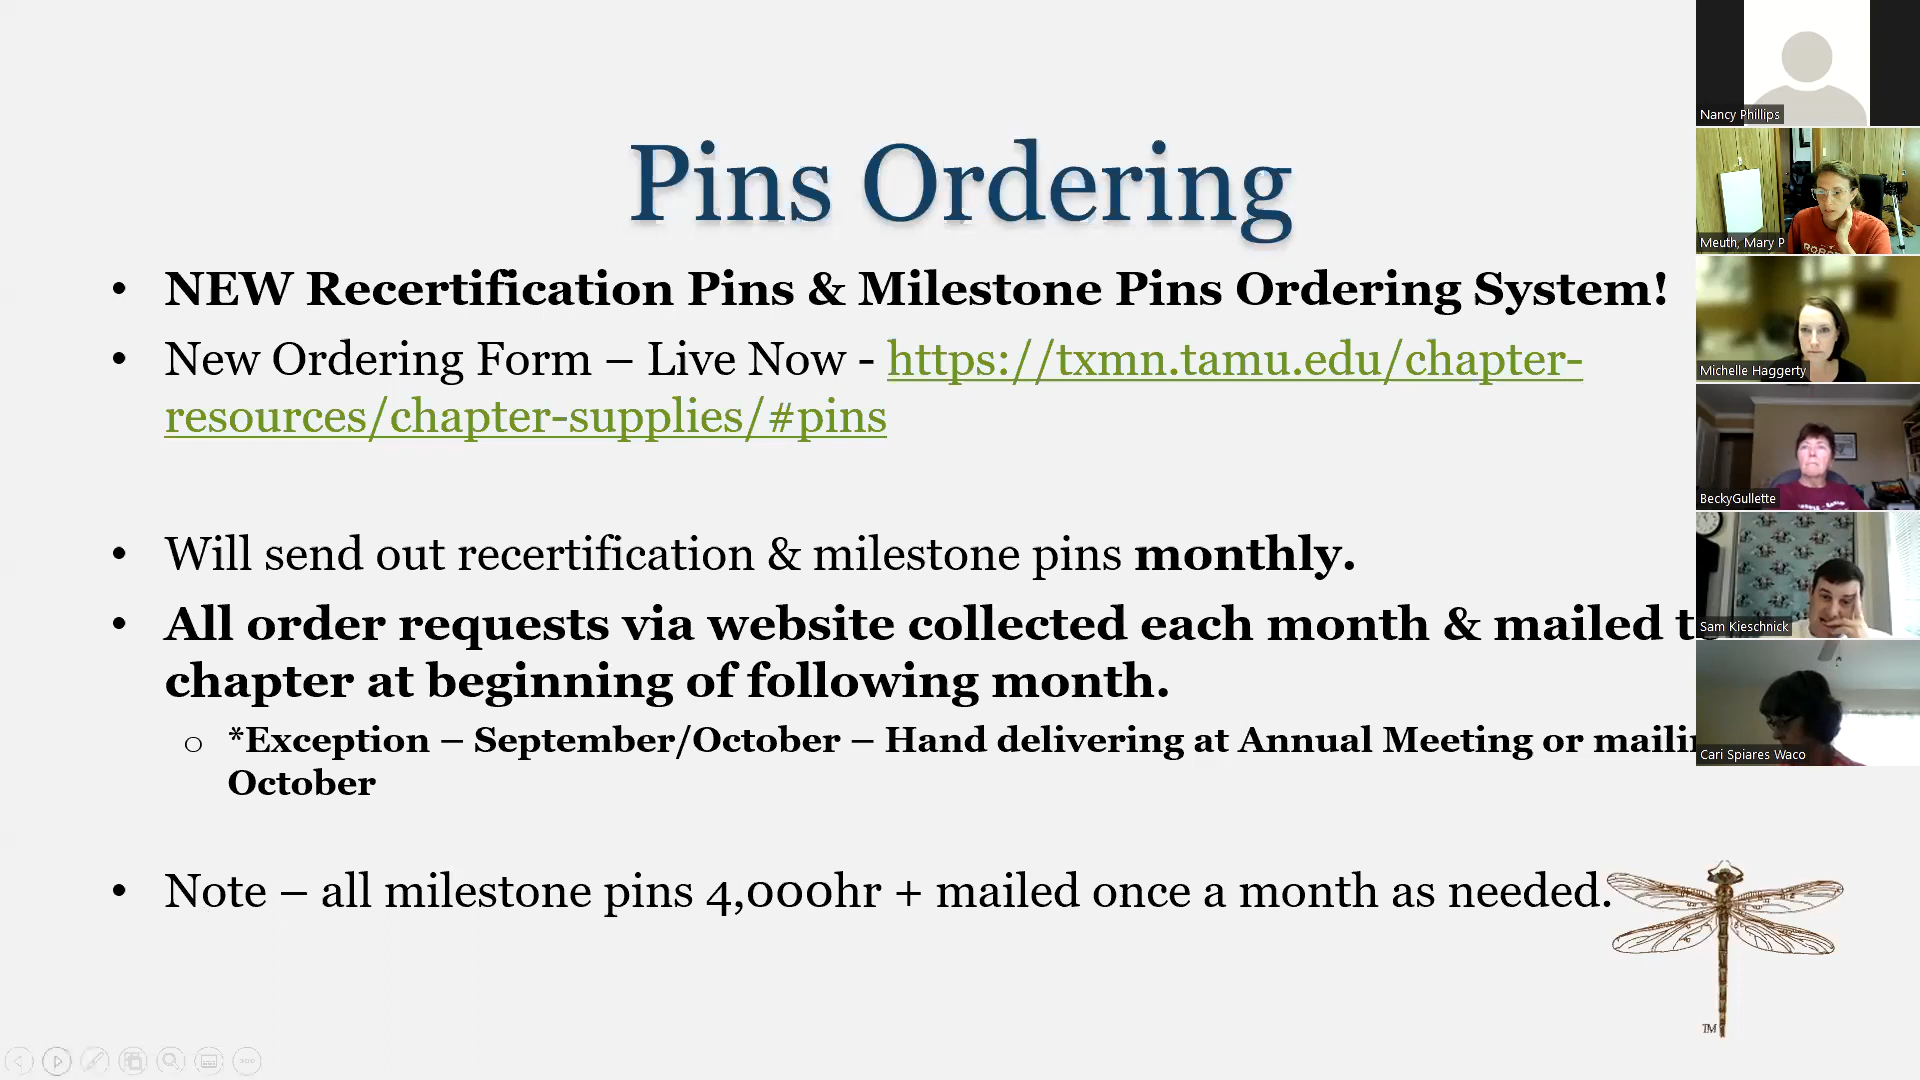 Pins Ordering
• NEW Recertification Pins & Milestone Pins Ordering System!
• New Ordering Form – Live Now - https://txmn.tamu.edu/chapter-
resources/chapter-supplies/#pins
• Will send out recertification & milestone pins monthly.
• All order requests via website collected each month & mailed
chapter at beginning of following month.
o *Exception – September/October – Hand delivering at Annual Meeting or
October
• Note – all milestone pins 4,000hr + mailed once a month as needed.
TM
Nancy Phillips
Meuth, Mary P
Michelle Haggerty
BeckyGullette
Sam Kieschnick
Cari Spiares Waco